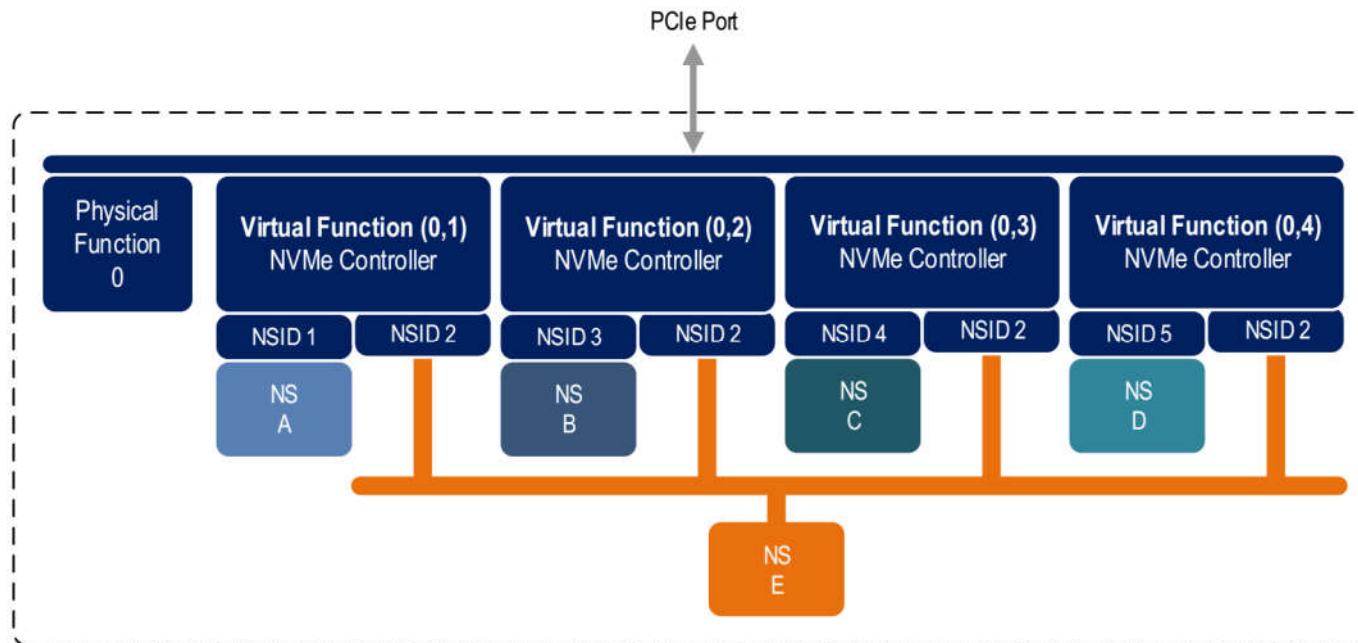 PCIe Port
Physical
Function
0
Virtual Function (0,1)
NVMe Controller
Virtual Function (0,2)
NVMe Controller
Virtual Function (0,3)
NVMe Controller
Virtual Function (0,4)
NVMe Controller
NSID 1
NSID 2
NSID 3
NSID 2
NSID 4
NSID 2
NSID 5
NSID 2
NS
A
NS
B
NS
C
NS
D
NS
E